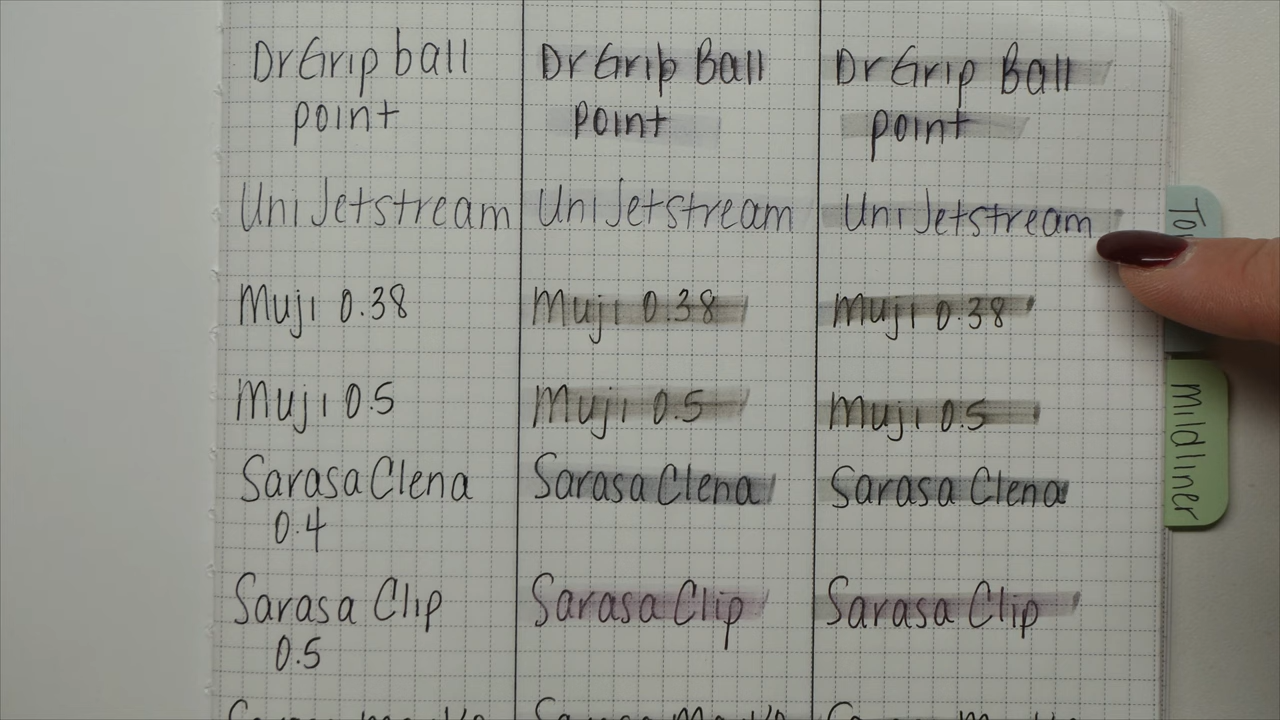 DrGrip ball point
Dr Grip Ball point
Dr Grip Ball point
Uni Jetstream
Uni Jetstream
Uni Jetstream
Muji 0.38
Muji 0.38
Muji 0.38
Muji 0.5
Muji 0.5
Muji 0.5
Sarasa Clena 0.4
Sarasa Clena
Sarasa Clena
Sarasa Clip 0.5
Sarasa Clip
Sarasa Clip
Mildliner